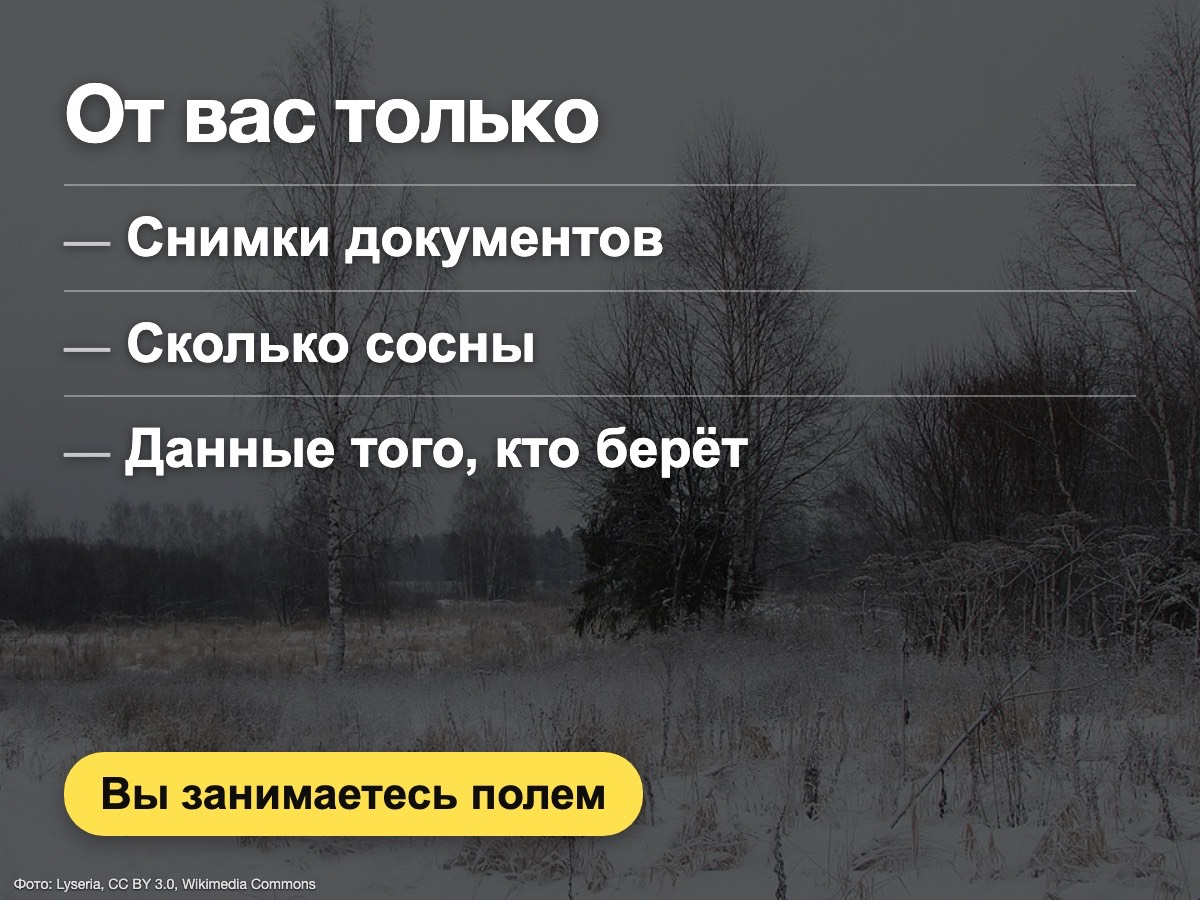 От вас только
— Снимки документов
— Сколько сосны
— Данные того, кто берёт
Вы занимаетесь полем
Фото: Lyseria, CC BY 3.0, Wikimedia Commons